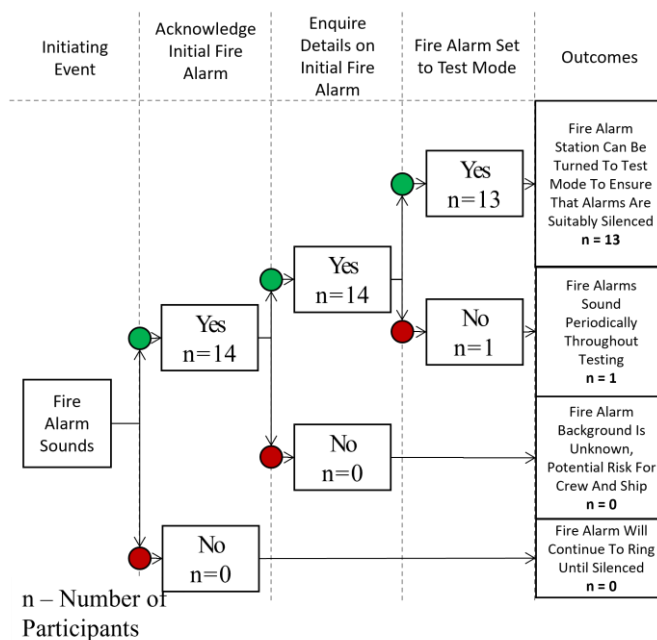 Initiating
Event
Acknowledge
Initial Fire
Alarm
Enquire
Details on
Initial Fire
Alarm
Fire Alarm Set
to Test Mode
Outcomes
Fire
Alarm
Sounds
Yes
n=14
No
n=0
Yes
n=14
No
n=0
Yes
n=13
No
n=1
Fire Alarm
Station Can Be
Turned To Test
Mode To Ensure
That Alarms Are
Suitably Silenced
n = 13
Fire Alarms
Sound
Periodically
Throughout
Testing
n = 1
Fire Alarm
Background Is
Unknown,
Potential Risk For
Crew And Ship
n = 0
Fire Alarm Will
Continue To Ring
Until Silenced
n = 0
n – Number of
Participants